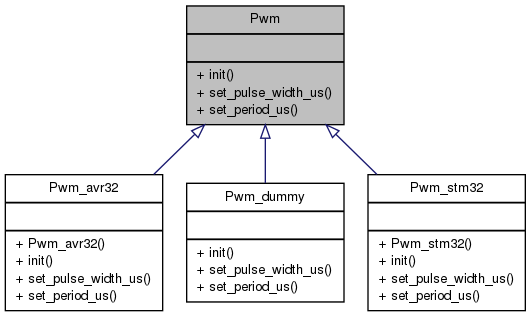 Pwm
+ init()
+ set_pulse_width_us()
+ set_period_us()
Pwm_avr32
+ Pwm_avr32()
+ init()
+ set_pulse_width_us()
+ set_period_us()
Pwm_dummy
+ init()
+ set_pulse_width_us()
+ set_period_us()
Pwm_stm32
+ Pwm_stm32()
+ init()
+ set_pulse_width_us()
+ set_period_us()